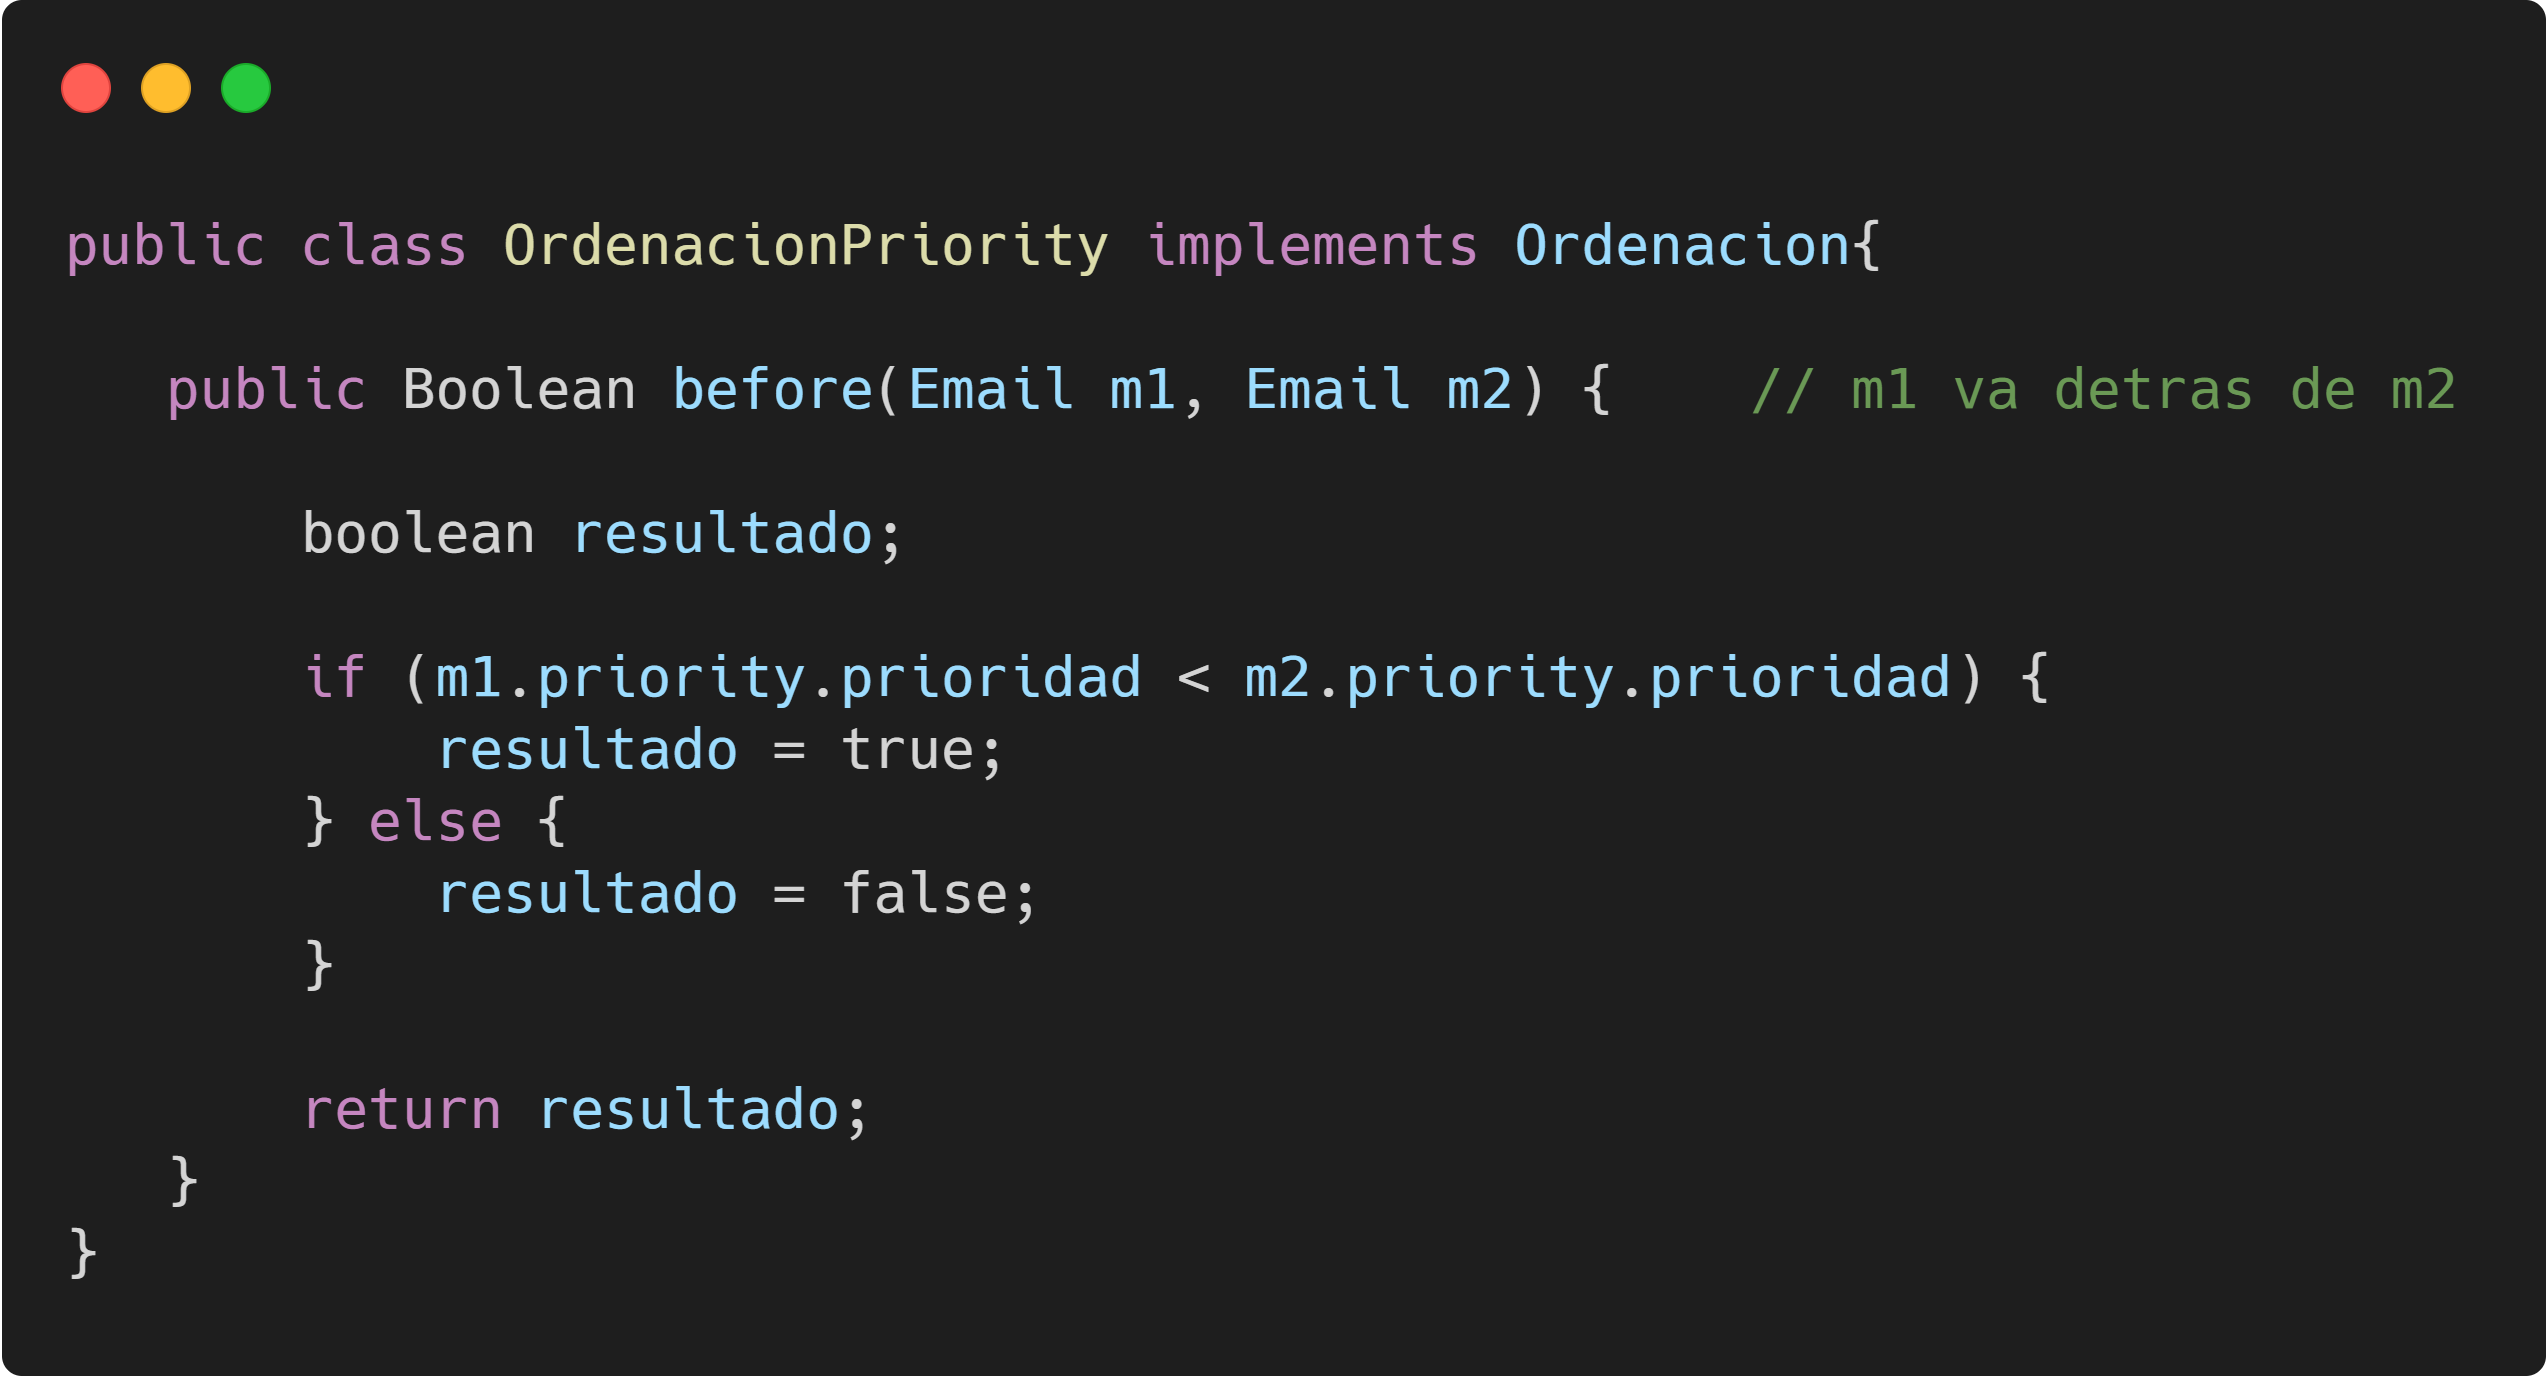 public class OrdenacionPriority implements Ordenacion{
public Boolean before(Email m1, Email m2) {    // m1 va detras de m2
boolean resultado;
if (m1.priority.prioridad < m2.priority.prioridad) {
resultado = true;
} else {
resultado = false;
}
return resultado;
}
}